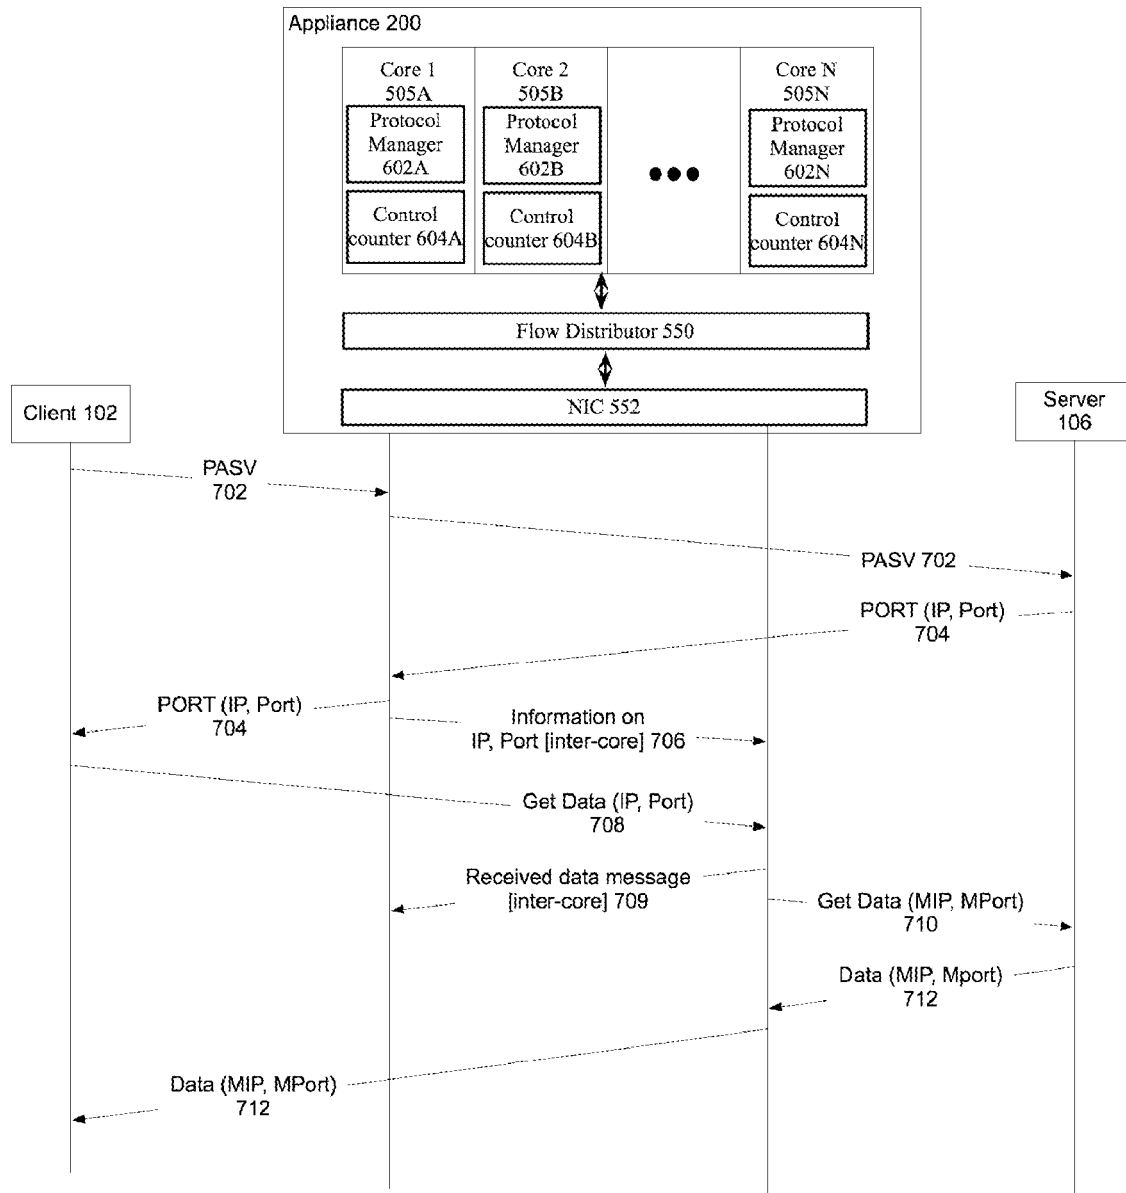 Appliance 200
Core 1
505A
Protocol
Manager
602A
Control
counter 604A
Core 2
505B
Protocol
Manager
602B
Control
counter 604B
Core N
505N
Protocol
Manager
602N
Control
counter 604N
Flow Distributor 550
NIC 552
Client 102
Server
106
PASV
702
PASV 702
PORT (IP, Port)
704
PORT (IP, Port)
704
Information on
IP, Port [inter-core] 706
Get Data (IP, Port)
708
Received data message
[inter-core] 709
Get Data (MIP, MPort)
710
Data (MIP, Mport)
712
Data (MIP, MPort)
712